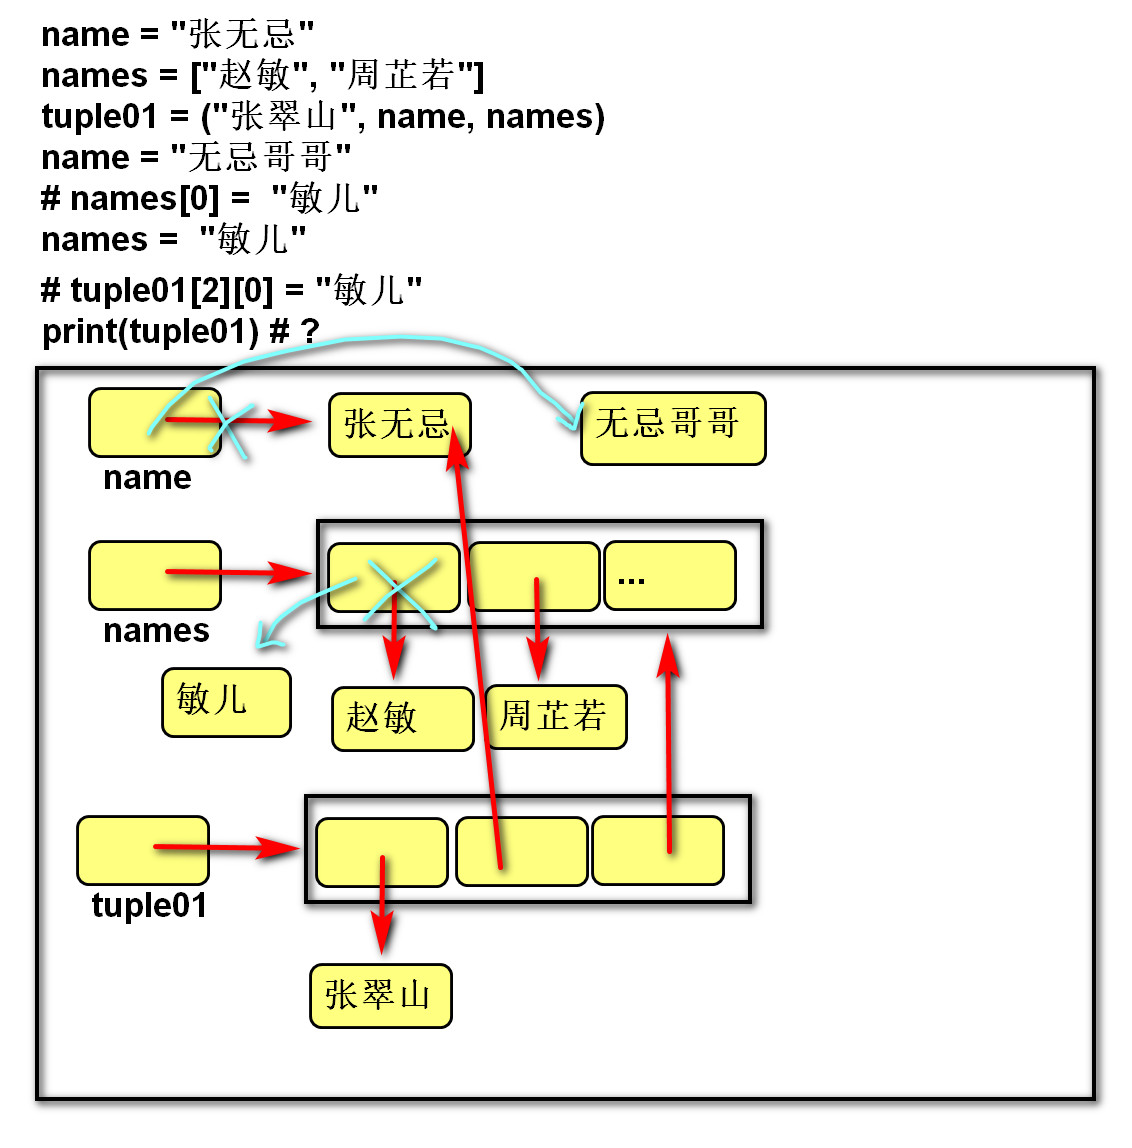 name = "张无忌"
names = ["赵敏", "周芷若"]
tuple01 = ("张翠山", name, names)
name = "无忌哥哥"
# names[0] =  "敏儿"
names =  "敏儿"
# tuple01[2][0] = "敏儿"
print(tuple01) # ?
张无忌
无忌哥哥
name
...
names
敏儿
赵敏
周芷若
tuple01
张翠山